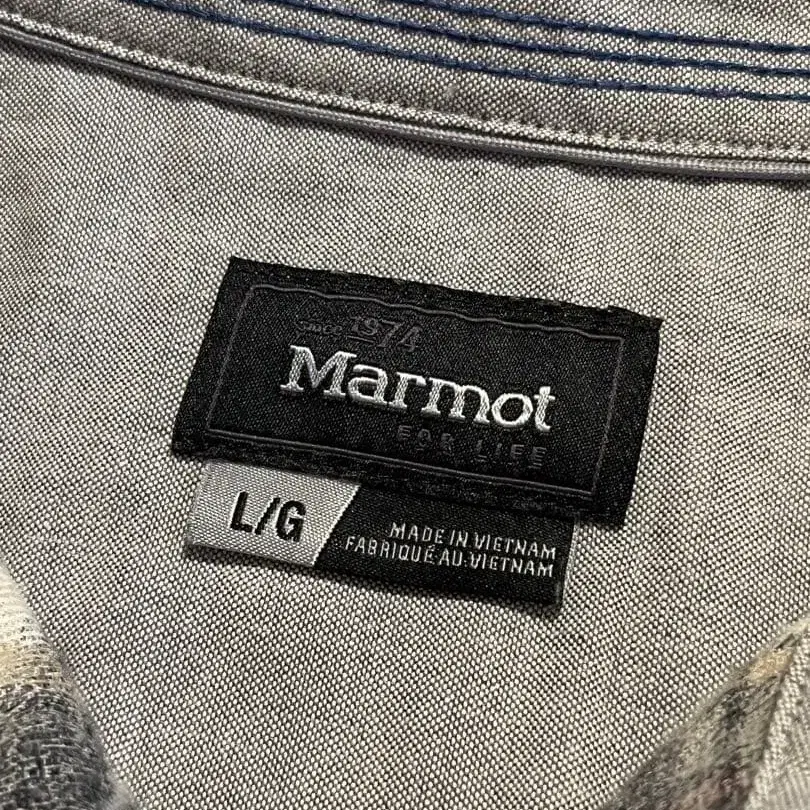 since 1974
Marmot
FOR LIFE
L/G
MADE IN VIETNAM
FABRIQUÉ AU VIETNAM